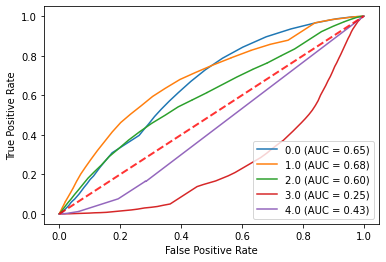 1.0
0.8
0.6
0.4
0.2
0.0
True Positive Rate
0.0 (AUC = 0.65)
1.0 (AUC = 0.68)
2.0 (AUC = 0.60)
3.0 (AUC = 0.25)
4.0 (AUC = 0.43)
0.0 0.2 0.4 0.6 0.8 1.0
False Positive Rate